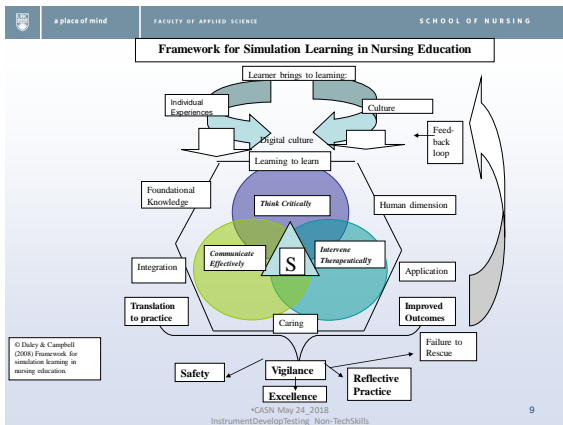 a place of mind
FACULTY OF APPLIED SCIENCE
SCHOOL OF NURSING
Framework for Simulation Learning in Nursing Education
Learner brings to learning:
Individual
Experiences
Culture
Digital culture
Feed-
back
loop
Learning to learn
Foundational
Knowledge
Think Critically
Human dimension
Communicate
Effectively
Intervene
Therapeutically
S
Integration
Application
Translation
to practice
Caring
Improved
Outcomes
© Daley & Campbell
(2008) Framework for
simulation learning in
nursing education.
Failure to
Rescue
Safety
Vigilance
Reflective
Practice
Excellence
•CASN May 24_2018
InstrumentDevelopTesting_Non-TechSkills
9